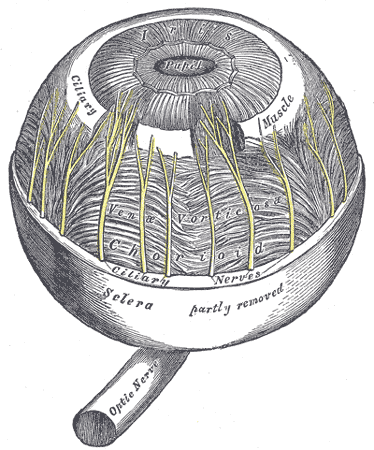 Iris
Pupil
Ciliary
Muscle
Venæ Vorticosæ
Chorioid
Ciliary Nerves
Sclera partly removed
Optic Nerve